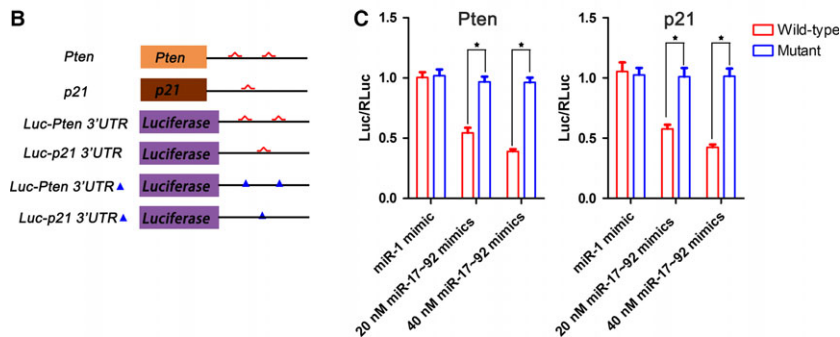 B
Pten
Pten
p21
p21
Luc-Pten 3'UTR
Luciferase
Luc-p21 3'UTR
Luciferase
Luc-Pten 3'UTR▲
Luciferase
Luc-p21 3'UTR▲
Luciferase
C
Pten
Luc/RLuc
1.5
1.0
0.5
0.0
*
*
miR-1 mimic
20 nM miR-17~92 mimics
40 nM miR-17~92 mimics
p21
Luc/RLuc
1.5
1.0
0.5
0.0
*
*
miR-1 mimic
20 nM miR-17~92 mimics
40 nM miR-17~92 mimics
Wild-type
Mutant